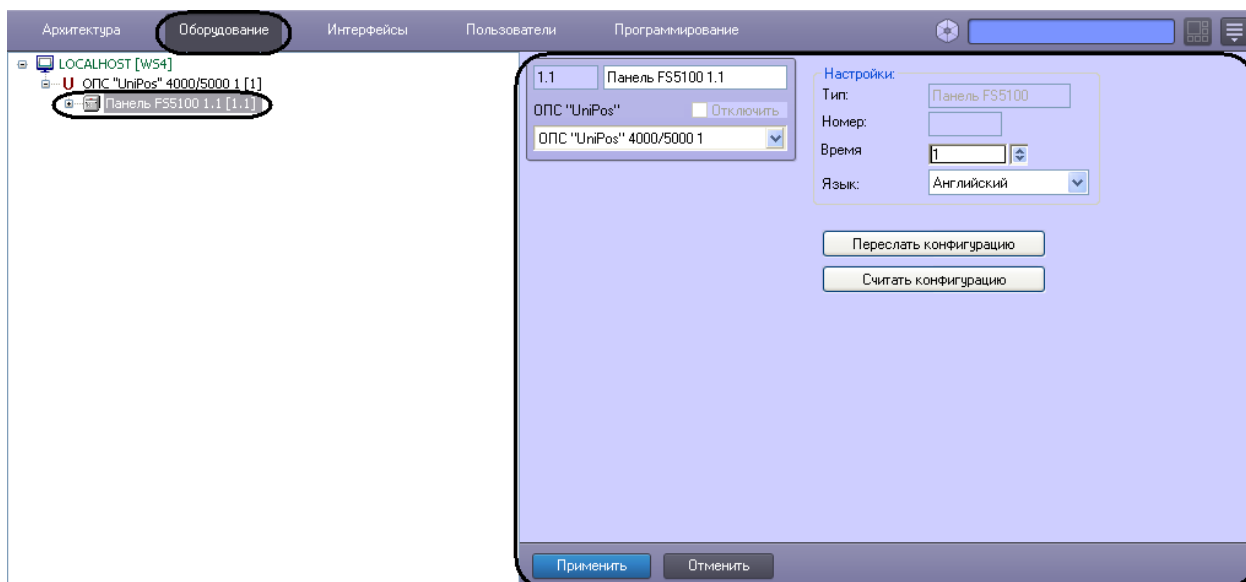 Архитектура Оборудование Интерфейсы Пользователи Программирование
LOCALHOST [WS4]
ОПС "UniPos" 4000/5000 1 [1]
Панель FS5100 1.1 [1.1]
1.1 Панель FS5100 1.1
ОПС "UniPos" Отключить
ОПС "UniPos" 4000/5000 1
Настройки:
Тип: Панель FS5100
Номер:
Время 1
Язык: Английский
Переслать конфигурацию
Считать конфигурацию
Применить Отменить